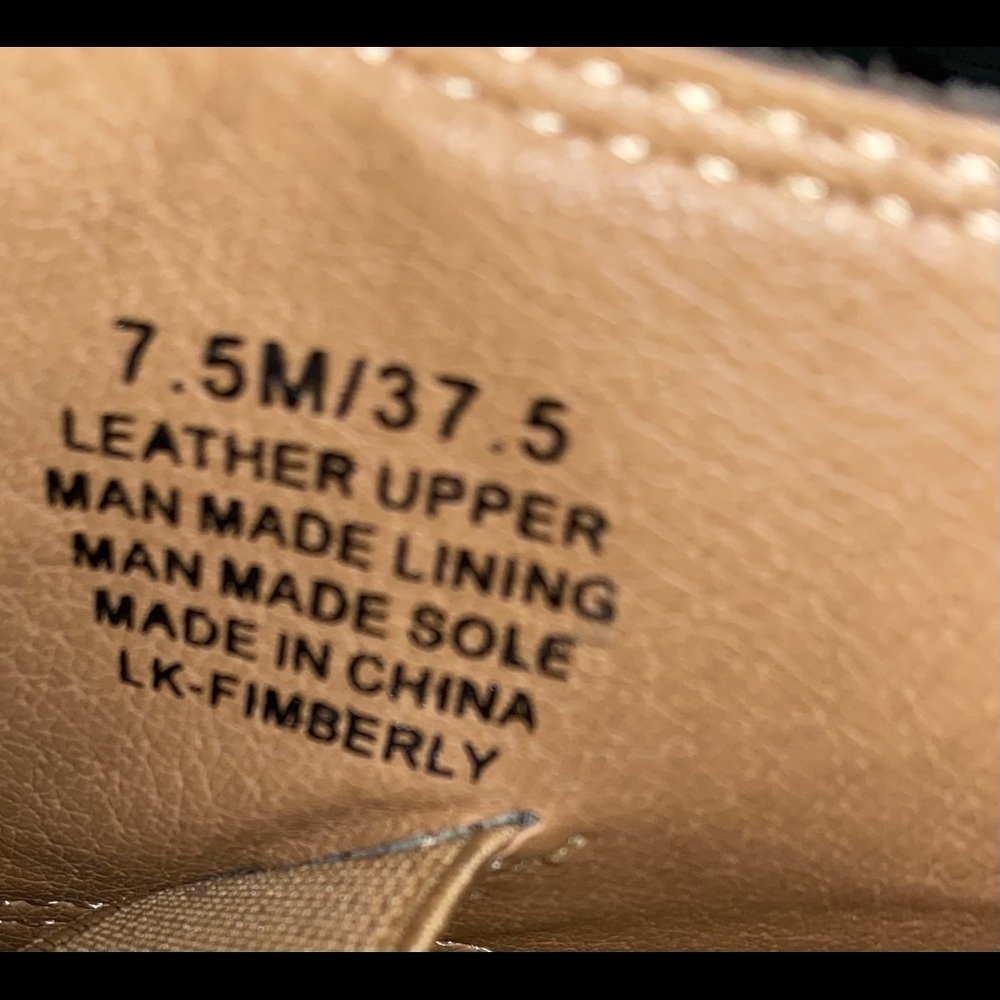 7.5M/37.5
LEATHER UPPER
MAN MADE LINING
MAN MADE SOLE
MADE IN CHINA
LK-FIMBERLY